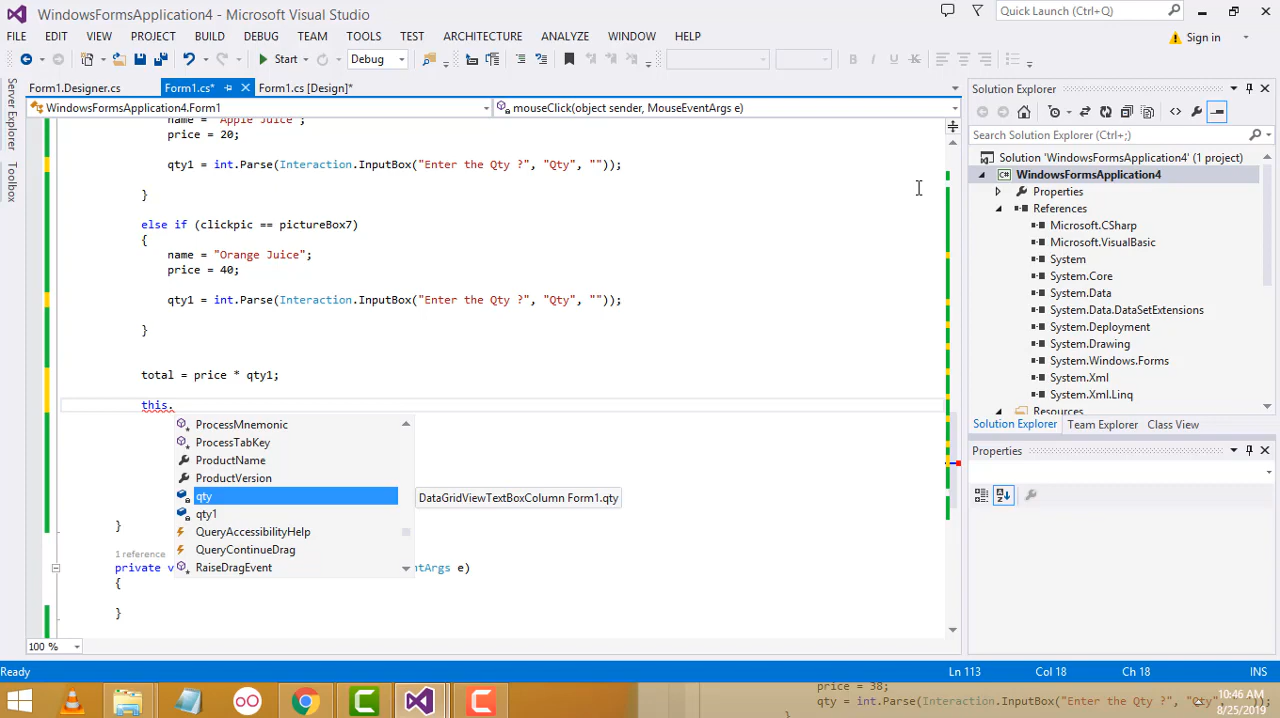 WindowsFormsApplication4 - Microsoft Visual Studio
Quick Launch (Ctrl+Q)
FILE EDIT VIEW PROJECT BUILD DEBUG TEAM TOOLS TEST ARCHITECTURE ANALYZE WINDOW HELP
Sign in
Start Debug
Server Explorer
Toolbox
Form1.Designer.cs Form1.cs* Form1.cs [Design]*
WindowsFormsApplication4.Form1 mouseClick(object sender, MouseEventArgs e)
name = "Apple Juice";
price = 20;
qty1 = int.Parse(Interaction.InputBox("Enter the Qty ?", "Qty", ""));
}
else if (clickpic == pictureBox7)
{
name = "Orange Juice";
price = 40;
qty1 = int.Parse(Interaction.InputBox("Enter the Qty ?", "Qty", ""));
}
total = price * qty1;
this.
ProcessMnemonic
ProcessTabKey
ProductName
ProductVersion
qty
DataGridViewTextBoxColumn Form1.qty
qty1
QueryAccessibilityHelp
QueryContinueDrag
RaiseDragEvent
}
1 reference
private v ntArgs e)
{
}
100 %
Solution Explorer
Search Solution Explorer (Ctrl+;)
Solution 'WindowsFormsApplication4' (1 project)
WindowsFormsApplication4
Properties
References
Microsoft.CSharp
Microsoft.VisualBasic
System
System.Core
System.Data
System.Data.DataSetExtensions
System.Deployment
System.Drawing
System.Windows.Forms
System.Xml
System.Xml.Linq
Resources
Solution Explorer Team Explorer Class View
Properties
Ready Ln 113 Col 18 Ch 18 INS
price = 38;
qty = int.Parse(Interaction.InputBox("Enter the Qty ?", "Qty"
}
10:46 AM
8/25/2019